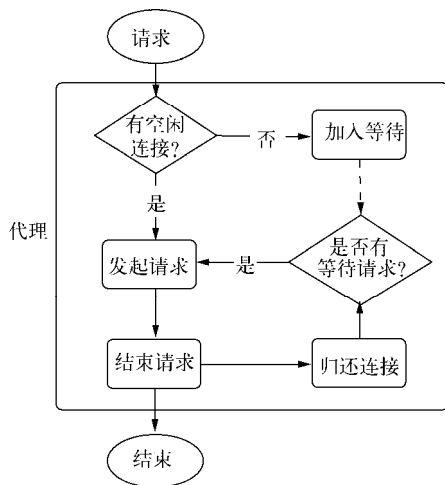 请求
有空闲
连接?
否
加入等待
是
代理
发起请求
是
是否有
等待请求?
结束请求
归还连接
结束